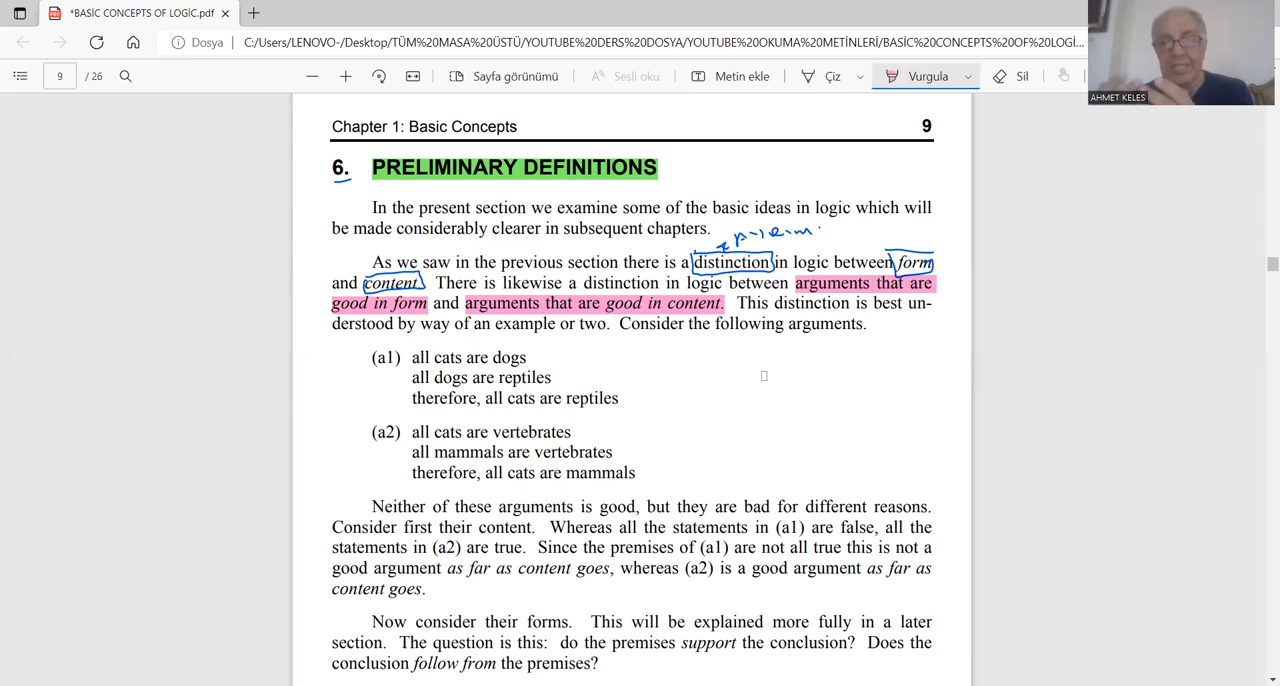 *BASİC CONCEPTS OF LOGİC.pdf
Dosya
C:/Users/LENOVO-/Desktop/TÜM%20MASA%20ÜSTÜ/YOUTUBE%20DERS%20DOSYA/YOUTUBE%20OKUMA%20METİNLERİ/BASİC%20CONCEPTS%20OF%20LOGİ...
9 / 26
Sayfa görünümü
Sesli oku
Metin ekle
Çiz
Vurgula
Sil
AHMET KELES
Chapter 1: Basic Concepts 9
6. PRELIMINARY DEFINITIONS
In the present section we examine some of the basic ideas in logic which will
be made considerably clearer in subsequent chapters.
As we saw in the previous section there is a distinction in logic between form
and content. There is likewise a distinction in logic between arguments that are
good in form and arguments that are good in content. This distinction is best un-
derstood by way of an example or two. Consider the following arguments.
(a1) all cats are dogs
all dogs are reptiles
therefore, all cats are reptiles
(a2) all cats are vertebrates
all mammals are vertebrates
therefore, all cats are mammals
Neither of these arguments is good, but they are bad for different reasons.
Consider first their content. Whereas all the statements in (a1) are false, all the
statements in (a2) are true. Since the premises of (a1) are not all true this is not a
good argument as far as content goes, whereas (a2) is a good argument as far as
content goes.
Now consider their forms. This will be explained more fully in a later
section. The question is this: do the premises support the conclusion? Does the
conclusion follow from the premises?